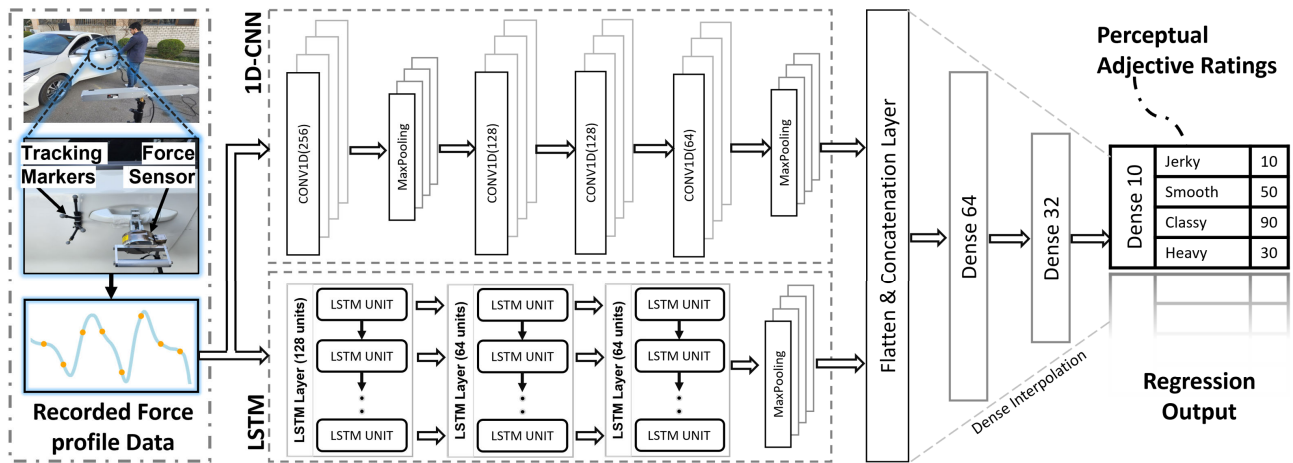 Tracking
Markers
Force
Sensor
Recorded Force
profile Data
1D-CNN
CONV1D(256)
MaxPooling
CONV1D(128)
CONV1D(128)
CONV1D(64)
MaxPooling
LSTM
LSTM Layer (128 units)
LSTM UNIT
LSTM UNIT
LSTM UNIT
LSTM Layer (64 units)
LSTM UNIT
LSTM UNIT
LSTM UNIT
LSTM Layer (64 units)
LSTM UNIT
LSTM UNIT
LSTM UNIT
MaxPooling
Flatten & Concatenation Layer
Dense 64
Dense 32
Dense Interpolation
Perceptual
Adjective Ratings
Dense 10
Jerky 10
Smooth 50
Classy 90
Heavy 30
Regression
Output